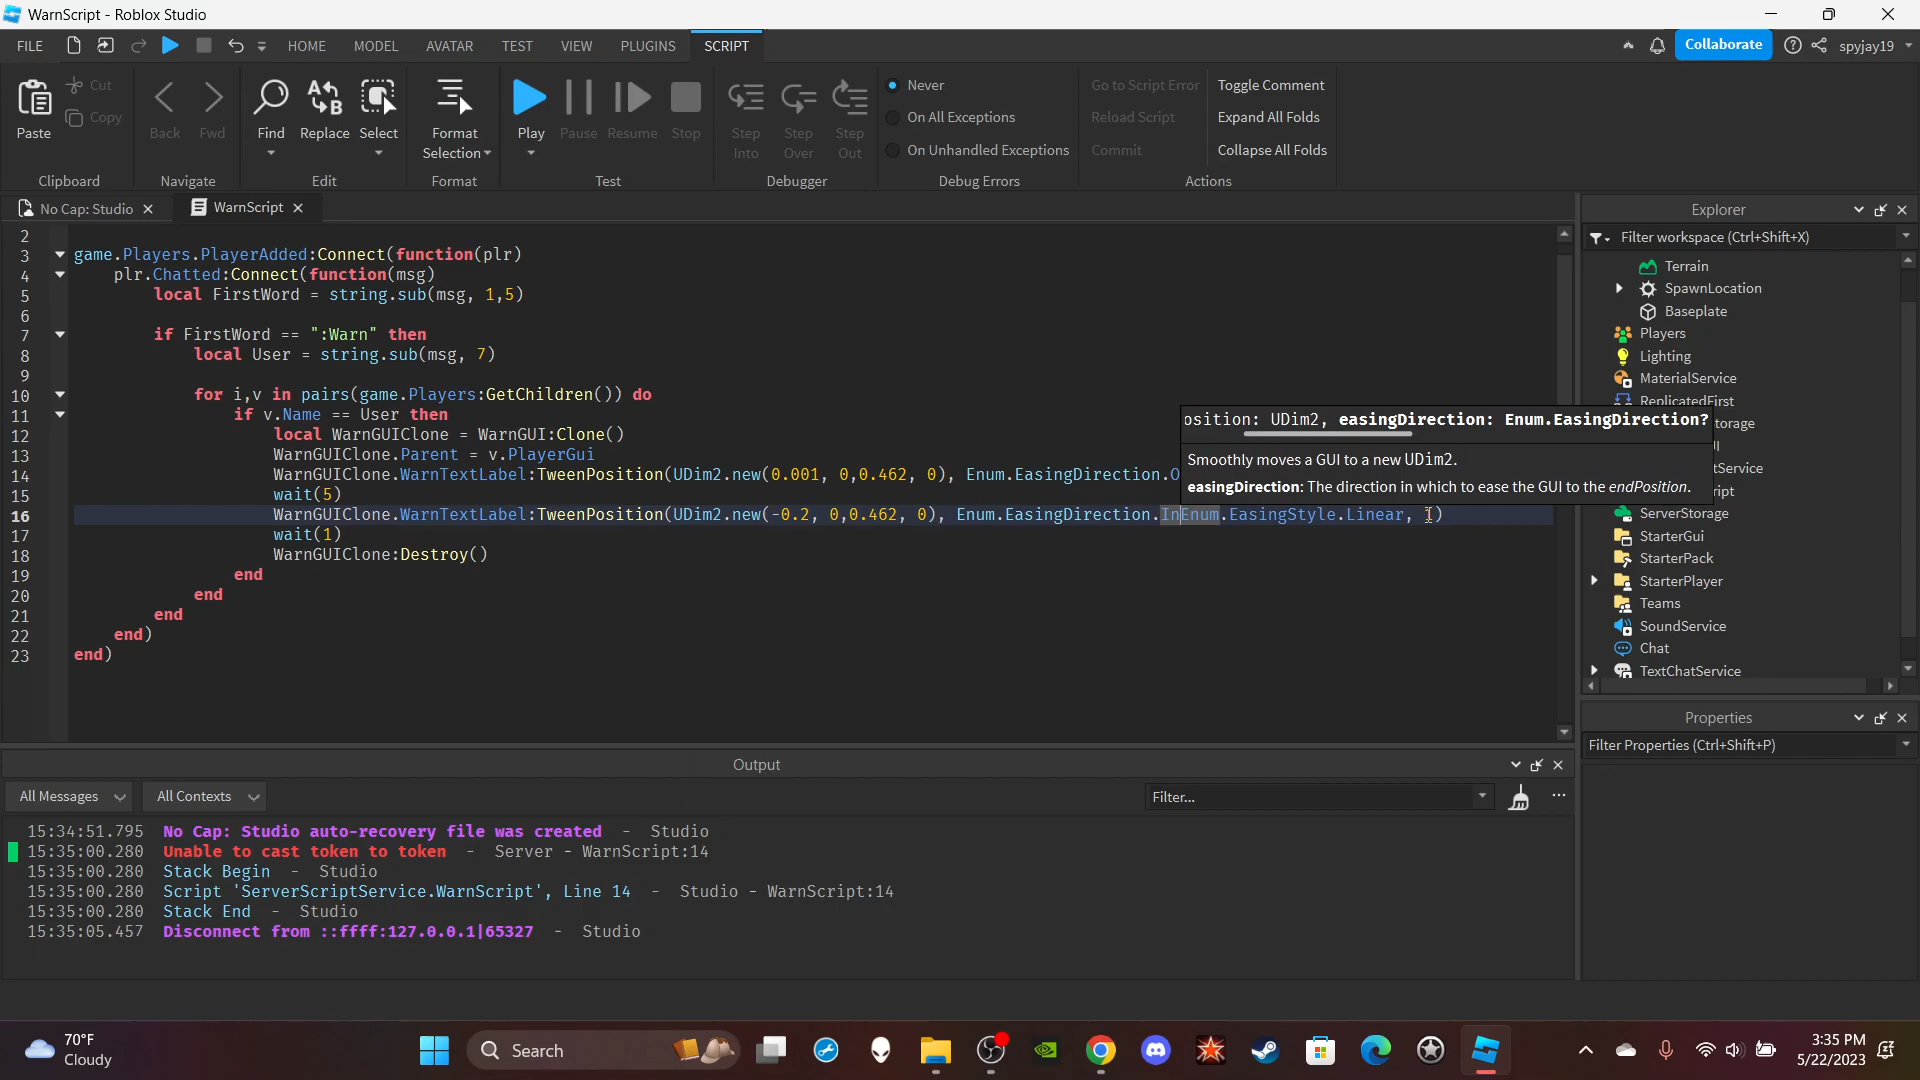 WarnScript - Roblox Studio
FILE HOME MODEL AVATAR TEST VIEW PLUGINS SCRIPT Collaborate spyjay19
Paste Cut Copy Back Fwd Find Replace Select Format Selection Play Pause Resume Stop Step Into Step Over Step Out
Never
On All Exceptions
On Unhandled Exceptions
Go to Script Error
Reload Script
Commit
Toggle Comment
Expand All Folds
Collapse All Folds
Clipboard Navigate Edit Format Test Debugger Debug Errors Actions
No Cap: Studio WarnScript
2
3 game.Players.PlayerAdded:Connect(function(plr)
4 plr.Chatted:Connect(function(msg)
5 local FirstWord = string.sub(msg, 1,5)
6
7 if FirstWord == ":Warn" then
8 local User = string.sub(msg, 7)
9
10 for i,v in pairs(game.Players:GetChildren()) do
11 if v.Name == User then
12 local WarnGUIClone = WarnGUI:Clone()
13 WarnGUIClone.Parent = v.PlayerGui
14 WarnGUIClone.WarnTextLabel:TweenPosition(UDim2.new(0.001, 0,0.462, 0), Enum.EasingDirection.O
15 wait(5)
16 WarnGUIClone.WarnTextLabel:TweenPosition(UDim2.new(-0.2, 0,0.462, 0), Enum.EasingDirection.InEnum.EasingStyle.Linear, )
17 wait(1)
18 WarnGUIClone:Destroy()
19 end
20 end
21 end
22 end)
23 end)
osition: UDim2, easingDirection: Enum.EasingDirection?
Smoothly moves a GUI to a new UDim2.
easingDirection: The direction in which to ease the GUI to the endPosition.
Explorer
Filter workspace (Ctrl+Shift+X)
Terrain
SpawnLocation
Baseplate
Players
Lighting
MaterialService
ReplicatedFirst
torage
I
tService
ipt
ServerStorage
StarterGui
StarterPack
StarterPlayer
Teams
SoundService
Chat
TextChatService
Properties
Filter Properties (Ctrl+Shift+P)
Output
All Messages All Contexts Filter...
15:34:51.795 No Cap: Studio auto-recovery file was created - Studio
15:35:00.280 Unable to cast token to token - Server - WarnScript:14
15:35:00.280 Stack Begin - Studio
15:35:00.280 Script 'ServerScriptService.WarnScript', Line 14 - Studio - WarnScript:14
15:35:00.280 Stack End - Studio
15:35:05.457 Disconnect from ::ffff:127.0.0.1|65327 - Studio
70°F
Cloudy
Search
3:35 PM
5/22/2023